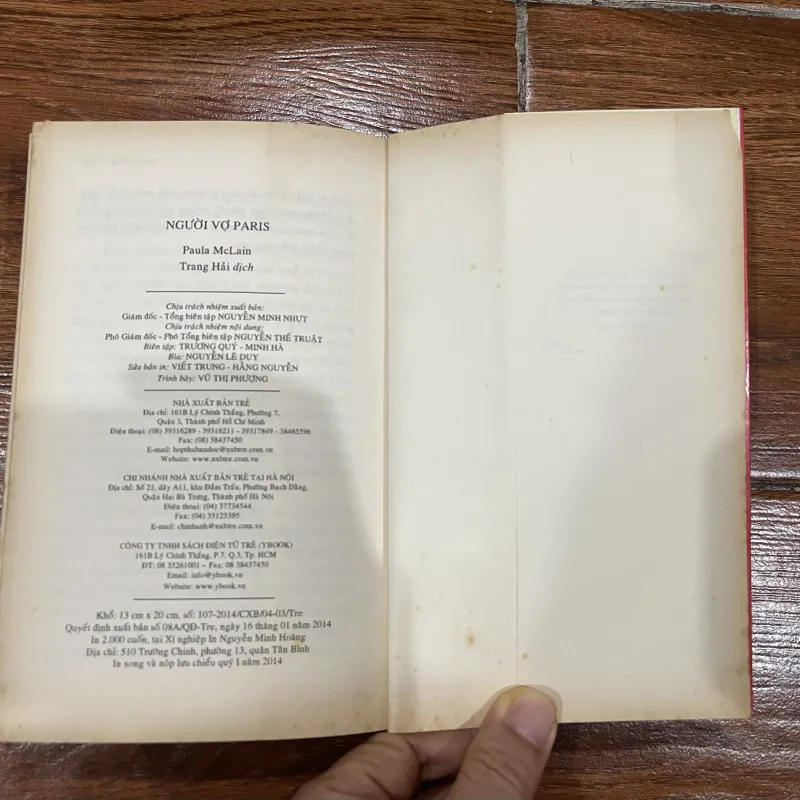 NGƯỜI VỢ PARIS
Paula McLain
Trang Hải dịch
Chịu trách nhiệm xuất bản:
Giám đốc - Tổng biên tập NGUYỄN MINH NHỰT
Chịu trách nhiệm nội dung:
Phó Giám đốc - Phó Tổng biên tập NGUYỄN THẾ TRUẬT
Biên tập: TRƯƠNG QUÝ - MINH HÀ
Bìa: NGUYỄN LÊ DUY
Sửa bản in: VIẾT TRUNG - HẰNG NGUYỄN
Trình bày: VŨ THỊ PHƯỢNG
NHÀ XUẤT BẢN TRẺ
Địa chỉ: 161B Lý Chính Thắng, Phường 7,
Quận 3, Thành phố Hồ Chí Minh
Điện thoại: (08) 39316289 - 39316211 - 39317849 - 38465596
Fax: (08) 38437450
E-mail: hopthubandoc@nxbtre.com.vn
Website: www.nxbtre.com.vn
CHI NHÁNH NHÀ XUẤT BẢN TRẺ TẠI HÀ NỘI
Địa chỉ: Số 21, dãy A11, khu Đầm Trấu, Phường Bạch Đằng,
Quận Hai Bà Trưng, Thành phố Hà Nội
Điện thoại: (04) 37734544
Fax: (04) 35123395
E-mail: chinhanh@nxbtre.com.vn
CÔNG TY TNHH SÁCH ĐIỆN TỬ TRẺ (YBOOK)
161B Lý Chính Thắng, P.7, Q.3, Tp. HCM
ĐT: 08 35261001 – Fax: 08 38437450
Email: info@ybook.vn
Website: www.ybook.vn
Khổ: 13 cm x 20 cm, số: 107-2014/CXB/04-03/Tre
Quyết định xuất bản số 08A/QĐ-Tre, ngày 16 tháng 01 năm 2014
In 2.000 cuốn, tại Xí nghiệp In Nguyễn Minh Hoàng
Địa chỉ: 510 Trường Chinh, phường 13, quận Tân Bình
In xong và nộp lưu chiểu quý I năm 2014